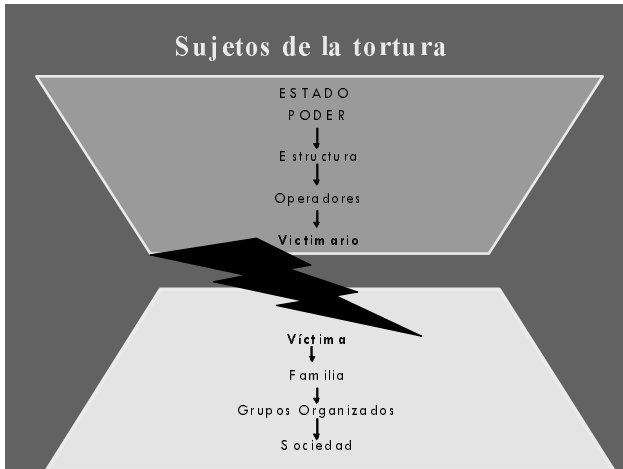 Sujetos de la tortura
ESTADO
PODER
Estructura
Operadores
Victimario
Víctima
Familia
Grupos Organizados
Sociedad